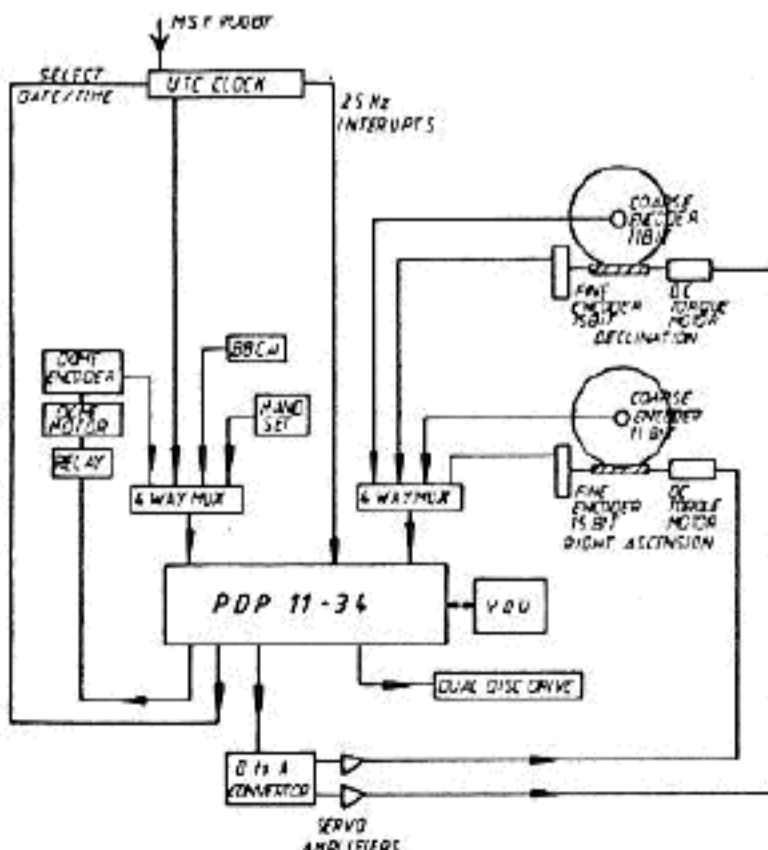 MSF RUGBY
SELECT
DATE/TIME
UTC CLOCK
25 Hz
INTERUPTS
COARSE
ENCODER
11 BIT
FINE
ENCODER
15 BIT
DC
TORQUE
MOTOR
DECLINATION
DOME
ENCODER
DOME
MOTOR
RELAY
HAND
SET
COARSE
ENCODER
11 BIT
4 WAY MUX
4 WAY MUX
FINE
ENCODER
15 BIT
DC
TORQUE
MOTOR
RIGHT ASCENSION
PDP 11-34
VDU
DUAL DISC DRIVE
D to A
CONVERTOR
SERVO
AMPLIFIERS